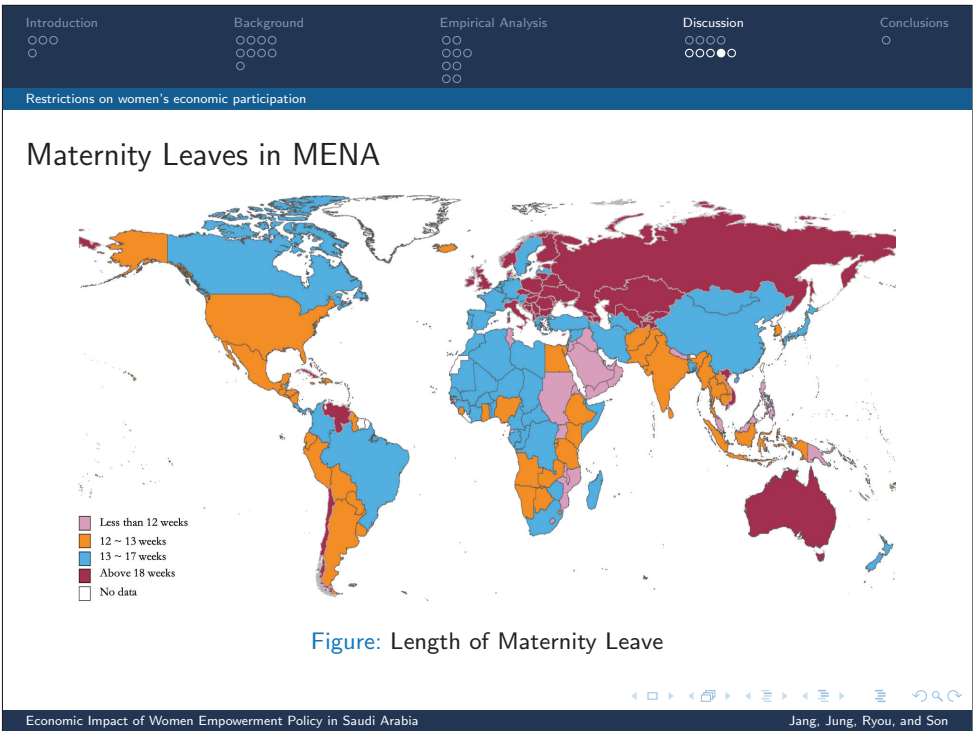 Introduction
Background
Empirical Analysis
Discussion
Conclusions
Restrictions on women's economic participation
Maternity Leaves in MENA
Less than 12 weeks
12 ~ 13 weeks
13 ~ 17 weeks
Above 18 weeks
No data
Figure: Length of Maternity Leave
Economic Impact of Women Empowerment Policy in Saudi Arabia
Jang, Jung, Ryou, and Son